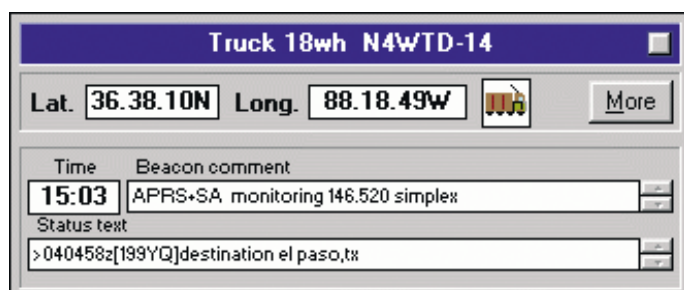 Truck 18wh N4WTD-14
Lat. 36.38.10N Long. 88.18.49W More
Time Beacon comment
15:03 APRS+SA monitoring 146.520 simplex
Status text
>040458z[199YQ]destination el paso,tx